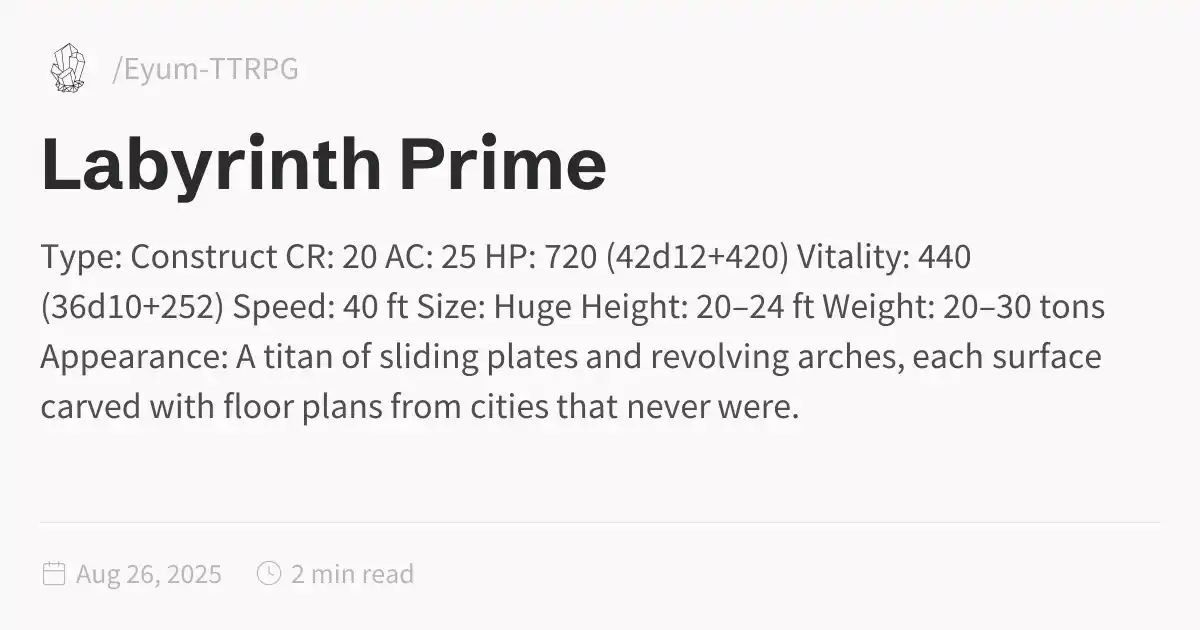 /Eyum-TTRPG
Labyrinth Prime
Type: Construct CR: 20 AC: 25 HP: 720 (42d12+420) Vitality: 440
(36d10+252) Speed: 40 ft Size: Huge Height: 20–24 ft Weight: 20–30 tons
Appearance: A titan of sliding plates and revolving arches, each surface
carved with floor plans from cities that never were.
Aug 26, 2025 2 min read